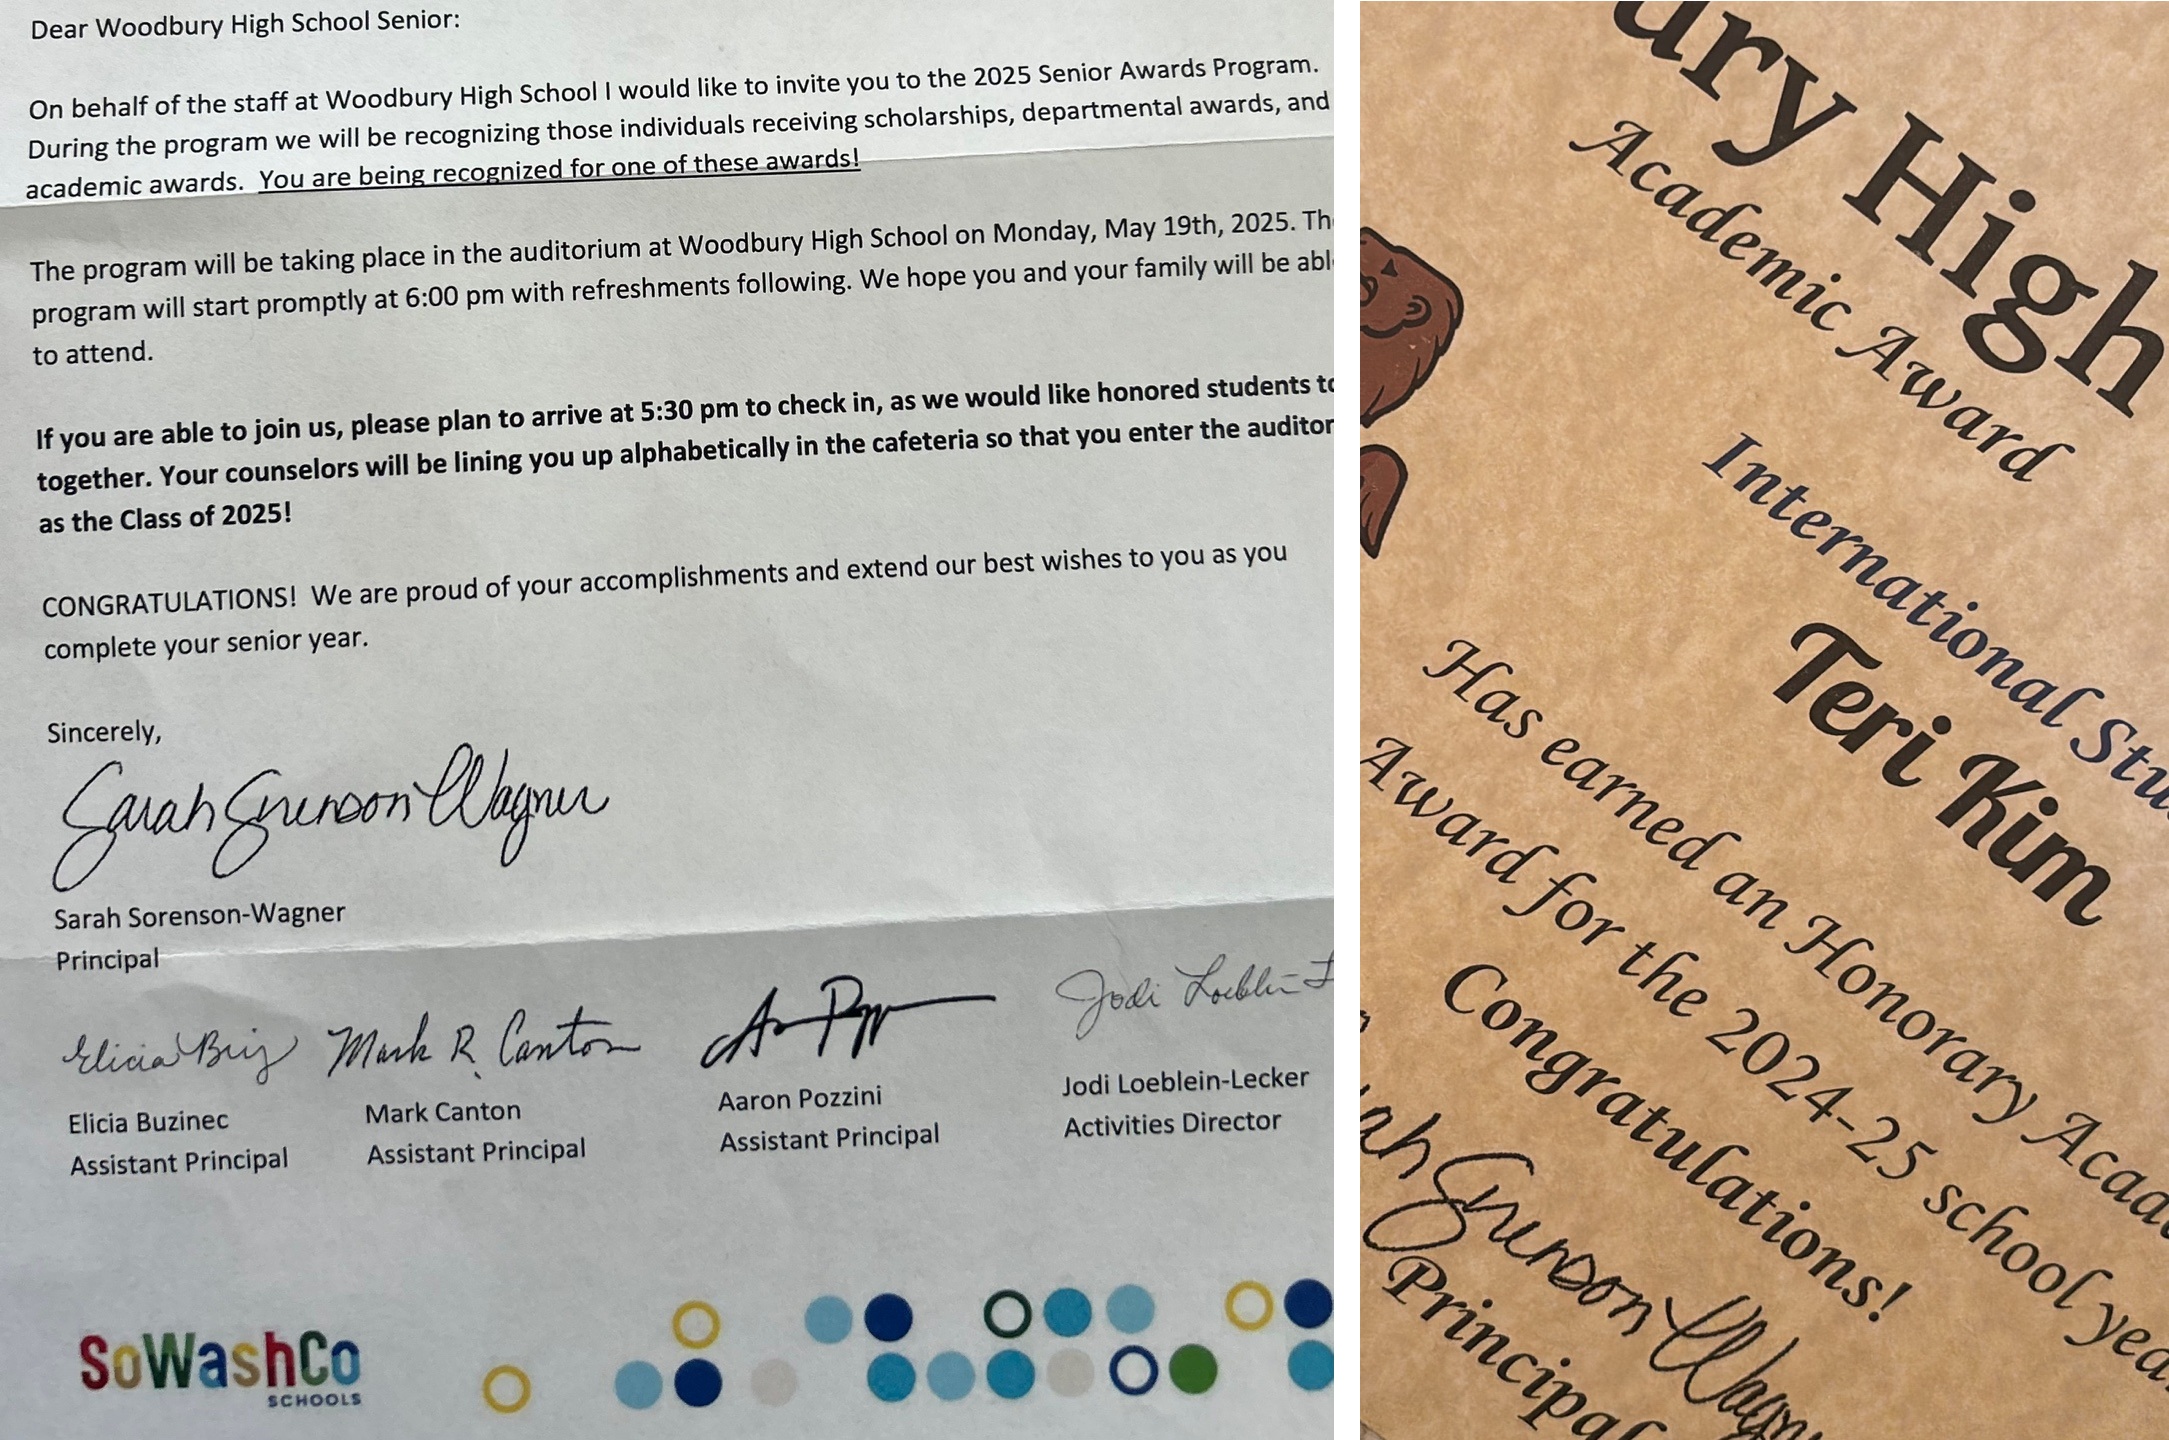 Dear Woodbury High School Senior:
On behalf of the staff at Woodbury High School I would like to invite you to the 2025 Senior Awards Program.
During the program we will be recognizing those individuals receiving scholarships, departmental awards, and
academic awards. You are being recognized for one of these awards!
The program will be taking place in the auditorium at Woodbury High School on Monday, May 19th, 2025. Th
program will start promptly at 6:00 pm with refreshments following. We hope you and your family will be abl
to attend.
If you are able to join us, please plan to arrive at 5:30 pm to check in, as we would like honored students to
together. Your counselors will be lining you up alphabetically in the cafeteria so that you enter the auditor
as the Class of 2025!
CONGRATULATIONS! We are proud of your accomplishments and extend our best wishes to you as you
complete your senior year.
Sincerely,
Sarah Sorenson Wagner
Sarah Sorenson-Wagner
Principal
Elicia Mark R. Canton Jodi
Elicia Buzinec Mark Canton Aaron Pozzini Jodi Loeblein-Lecker
Assistant Principal Assistant Principal Assistant Principal Activities Director
SoWashCo
SCHOOLS
ury High
Academic Award
International Stu
Teri Kim
Has earned an Honorary Acad
Award for the 2024-25 school yea
Congratulations!
ah Sorenson Wagn
Principal